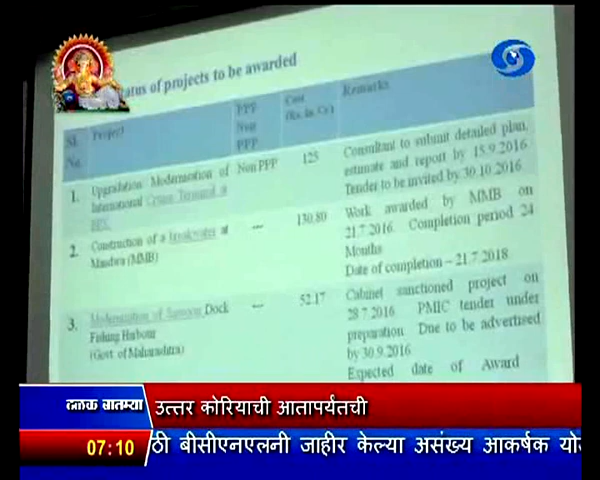 atus of projects to be awarded
Sl. No.
Project
PPP Non PPP
Cost (Rs. in Cr)
Remarks
1.
Upgradation Modernisation of
International Cruise Terminal at
BPX
Non PPP
125
Consultant to submit detailed plan,
estimate and report by 15.9.2016
Tender to be invited by 30.10.2016
2.
Construction of a breakwater at
Mandwa (MMB)
---
130.80
Work awarded by MMB on
21.7.2016. Completion period 24
Months
Date of completion – 21.7.2018
3.
Modernization of Sassoon Dock
Fishing Harbour
(Govt. of Maharashtra)
---
52.17
Cabinet sanctioned project on
28.7.2016 PMIC tender under
preparation Due to be advertised
by 30.9.2016
Expected date of Award
ठळक बातम्या
उत्तर कोरियाची आतापर्यंतची
07:10
ठी बीसीएनएलनी जाहीर केल्या असंख्य आकर्षक यो